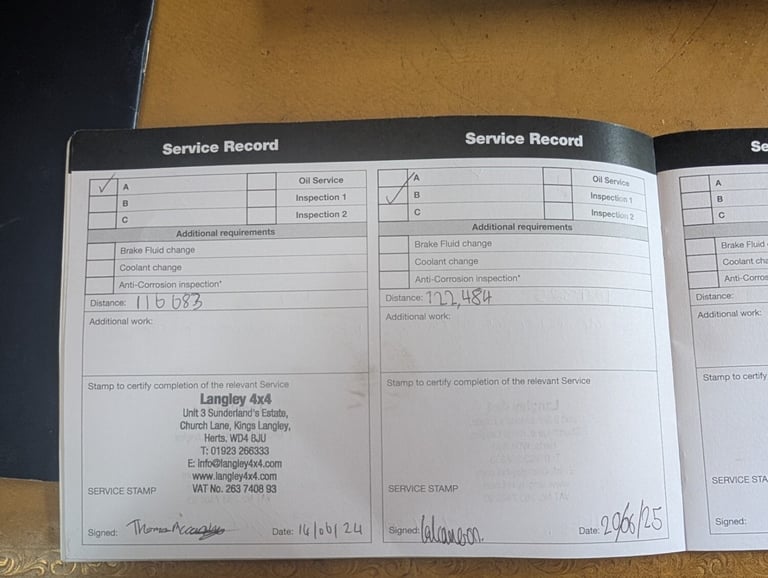 Service Record
A Oil Service
B Inspection 1
C Inspection 2
Additional requirements
Brake Fluid change
Coolant change
Anti-Corrosion inspection*
Distance: 116 683
Additional work:
Stamp to certify completion of the relevant Service
Langley 4x4
Unit 3 Sunderland's Estate,
Church Lane, Kings Langley,
Herts. WD4 8JU
T: 01923 266333
E: info@langley4x4.com
www.langley4x4.com
VAT No. 263 7408 93
SERVICE STAMP
Signed: Date: 14/06/24
Service Record
A Oil Service
B Inspection 1
C Inspection 2
Additional requirements
Brake Fluid change
Coolant change
Anti-Corrosion inspection*
Distance: 122,484
Additional work:
Stamp to certify completion of the relevant Service
SERVICE STAMP
Signed: Date: /25
Se
A
B
C
Brake Fluid
Coolant cha
Anti-Corros
Distance:
Additional work:
Stamp to certify
SERVICE STA
Signed: